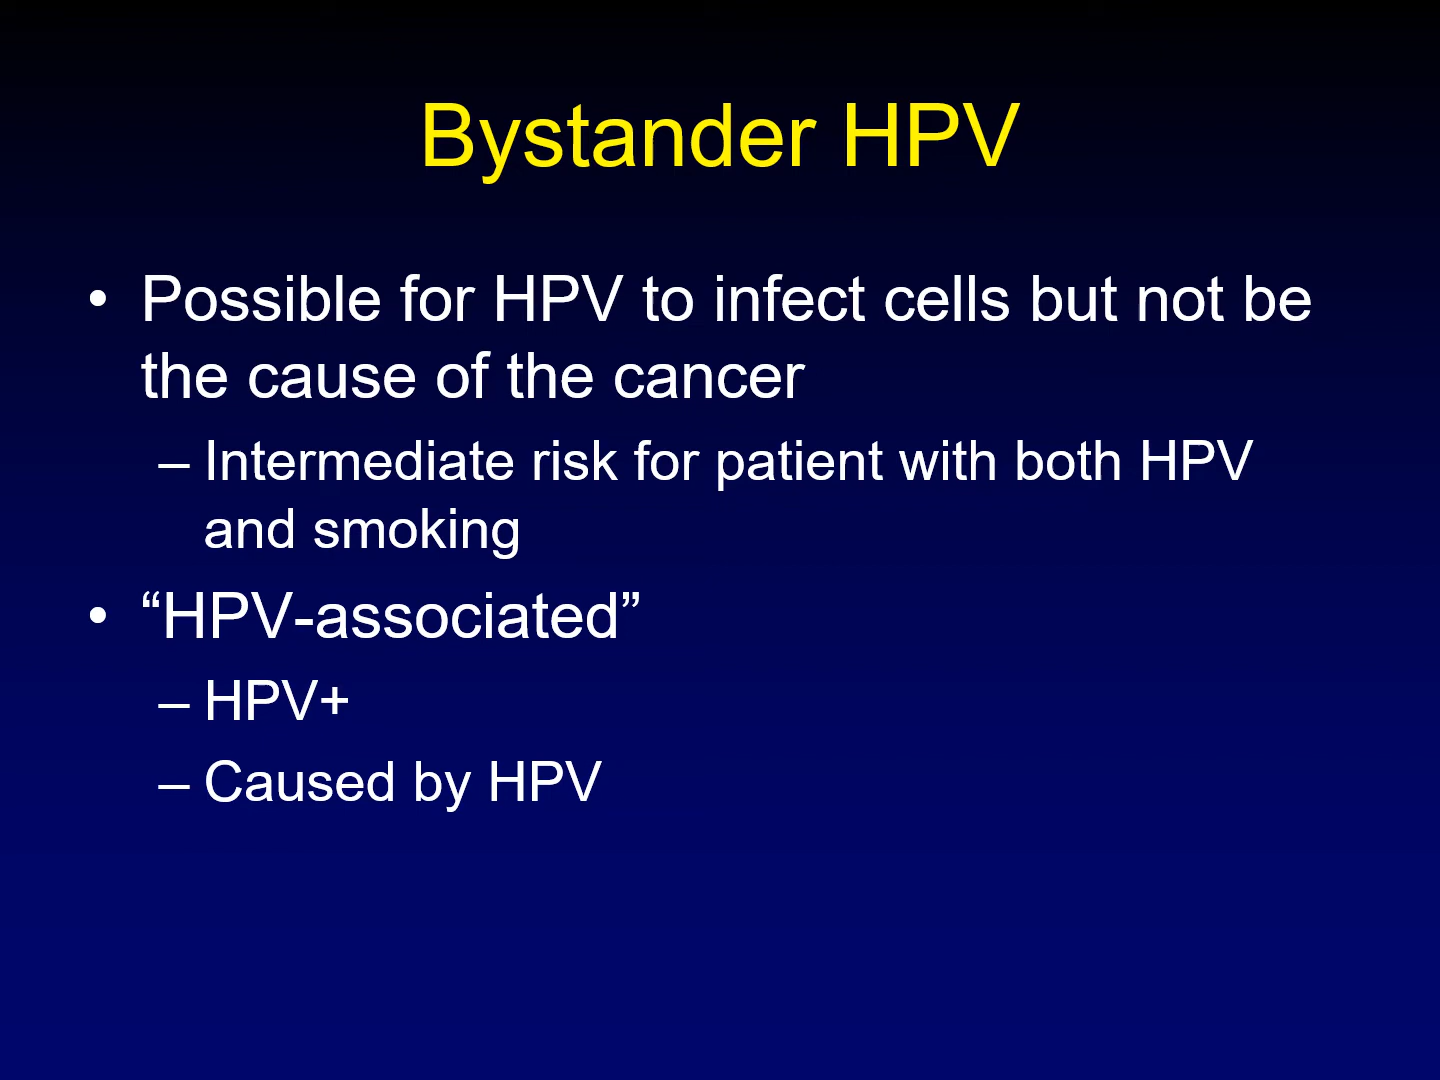 Bystander HPV
• Possible for HPV to infect cells but not be
the cause of the cancer
– Intermediate risk for patient with both HPV
and smoking
• “HPV-associated”
– HPV+
– Caused by HPV